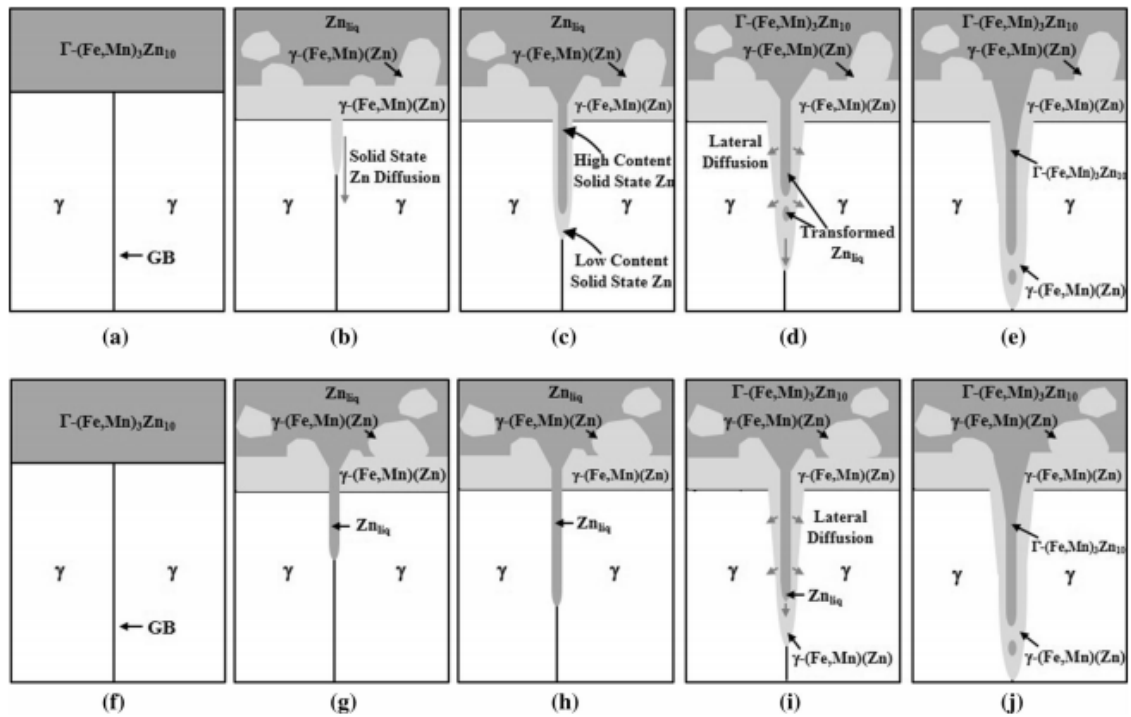 Γ-(Fe,Mn)₃Zn₁₀
γ
γ
GB
(a)
Znliq
γ-(Fe,Mn)(Zn)
γ-(Fe,Mn)(Zn)
Solid State
Zn Diffusion
γ
γ
(b)
Znliq
γ-(Fe,Mn)(Zn)
γ-(Fe,Mn)(Zn)
High Content
Solid State Zn
γ
γ
Low Content
Solid State Zn
(c)
Γ-(Fe,Mn)₃Zn₁₀
γ-(Fe,Mn)(Zn)
γ-(Fe,Mn)(Zn)
Lateral
Diffusion
γ
γ
Transformed
Znliq
(d)
Γ-(Fe,Mn)₃Zn₁₀
γ-(Fe,Mn)(Zn)
γ-(Fe,Mn)(Zn)
Γ-(Fe,Mn)₃Zn₁₀
γ
γ
γ-(Fe,Mn)(Zn)
(e)
Γ-(Fe,Mn)₃Zn₁₀
γ
γ
GB
(f)
Znliq
γ-(Fe,Mn)(Zn)
γ-(Fe,Mn)(Zn)
Znliq
γ
γ
(g)
Znliq
γ-(Fe,Mn)(Zn)
γ-(Fe,Mn)(Zn)
Znliq
γ
γ
(h)
Γ-(Fe,Mn)₃Zn₁₀
γ-(Fe,Mn)(Zn)
γ-(Fe,Mn)(Zn)
Lateral
Diffusion
γ
γ
Znliq
γ-(Fe,Mn)(Zn)
(i)
Γ-(Fe,Mn)₃Zn₁₀
γ-(Fe,Mn)(Zn)
γ-(Fe,Mn)(Zn)
Γ-(Fe,Mn)₃Zn₁₀
γ
γ
γ-(Fe,Mn)(Zn)
(j)